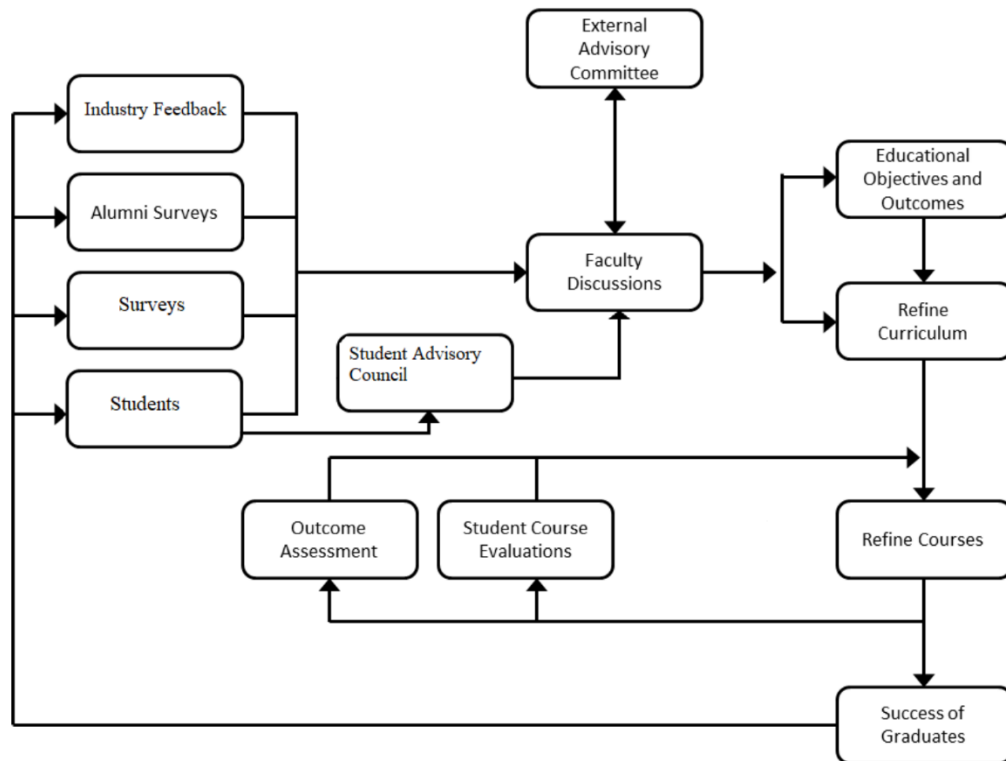 External
Advisory
Committee
Industry Feedback
Educational
Objectives and
Outcomes
Alumni Surveys
Faculty
Discussions
Surveys
Refine
Curriculum
Student Advisory
Council
Students
Outcome
Assessment
Student Course
Evaluations
Refine Courses
Success of
Graduates